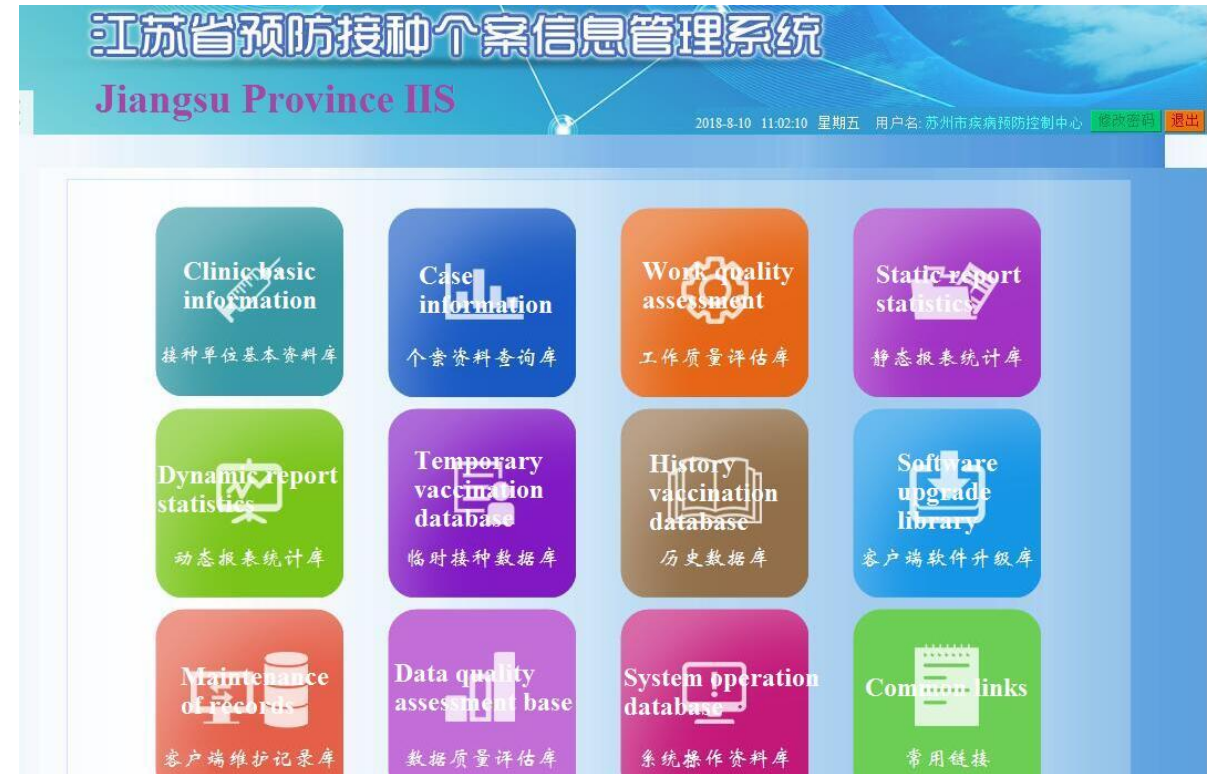 江苏省预防接种个案信息管理系统
Jiangsu Province IIS
2018-8-10 11:02:10 星期五 用户名:苏州市疾病预防控制中心 修改密码 退出
Clinic basic
information
接种单位基本资料库
Case
information
个案资料查询库
Work quality
assessment
工作质量评估库
Static report
statistics
静态报表统计库
Dynamic report
statistics
动态报表统计库
Temporary
vaccination
database
临时接种数据库
History
vaccination
database
历史数据库
Software
upgrade
library
客户端软件升级库
Maintenance
of records
客户端维护记录库
Data quality
assessment base
数据质量评估库
System operation
database
系统操作资料库
Common links
常用链接